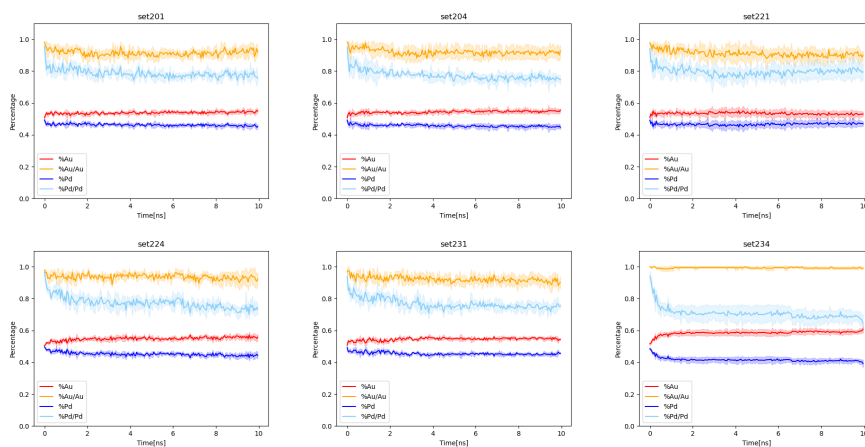 set201
1.0
0.8
0.6
0.4
0.2
0.0
Percentage
%Au
%Au/Au
%Pd
%Pd/Pd
0 2 4 6 8 10
Time[ns]
set204
1.0
0.8
0.6
0.4
0.2
0.0
Percentage
%Au
%Au/Au
%Pd
%Pd/Pd
0 2 4 6 8 10
Time[ns]
set221
1.0
0.8
0.6
0.4
0.2
0.0
Percentage
%Au
%Au/Au
%Pd
%Pd/Pd
0 2 4 6 8 10
Time[ns]
set224
1.0
0.8
0.6
0.4
0.2
0.0
Percentage
%Au
%Au/Au
%Pd
%Pd/Pd
0 2 4 6 8 10
Time[ns]
set231
1.0
0.8
0.6
0.4
0.2
0.0
Percentage
%Au
%Au/Au
%Pd
%Pd/Pd
0 2 4 6 8 10
Time[ns]
set234
1.0
0.8
0.6
0.4
0.2
0.0
Percentage
%Au
%Au/Au
%Pd
%Pd/Pd
0 2 4 6 8 10
Time[ns]